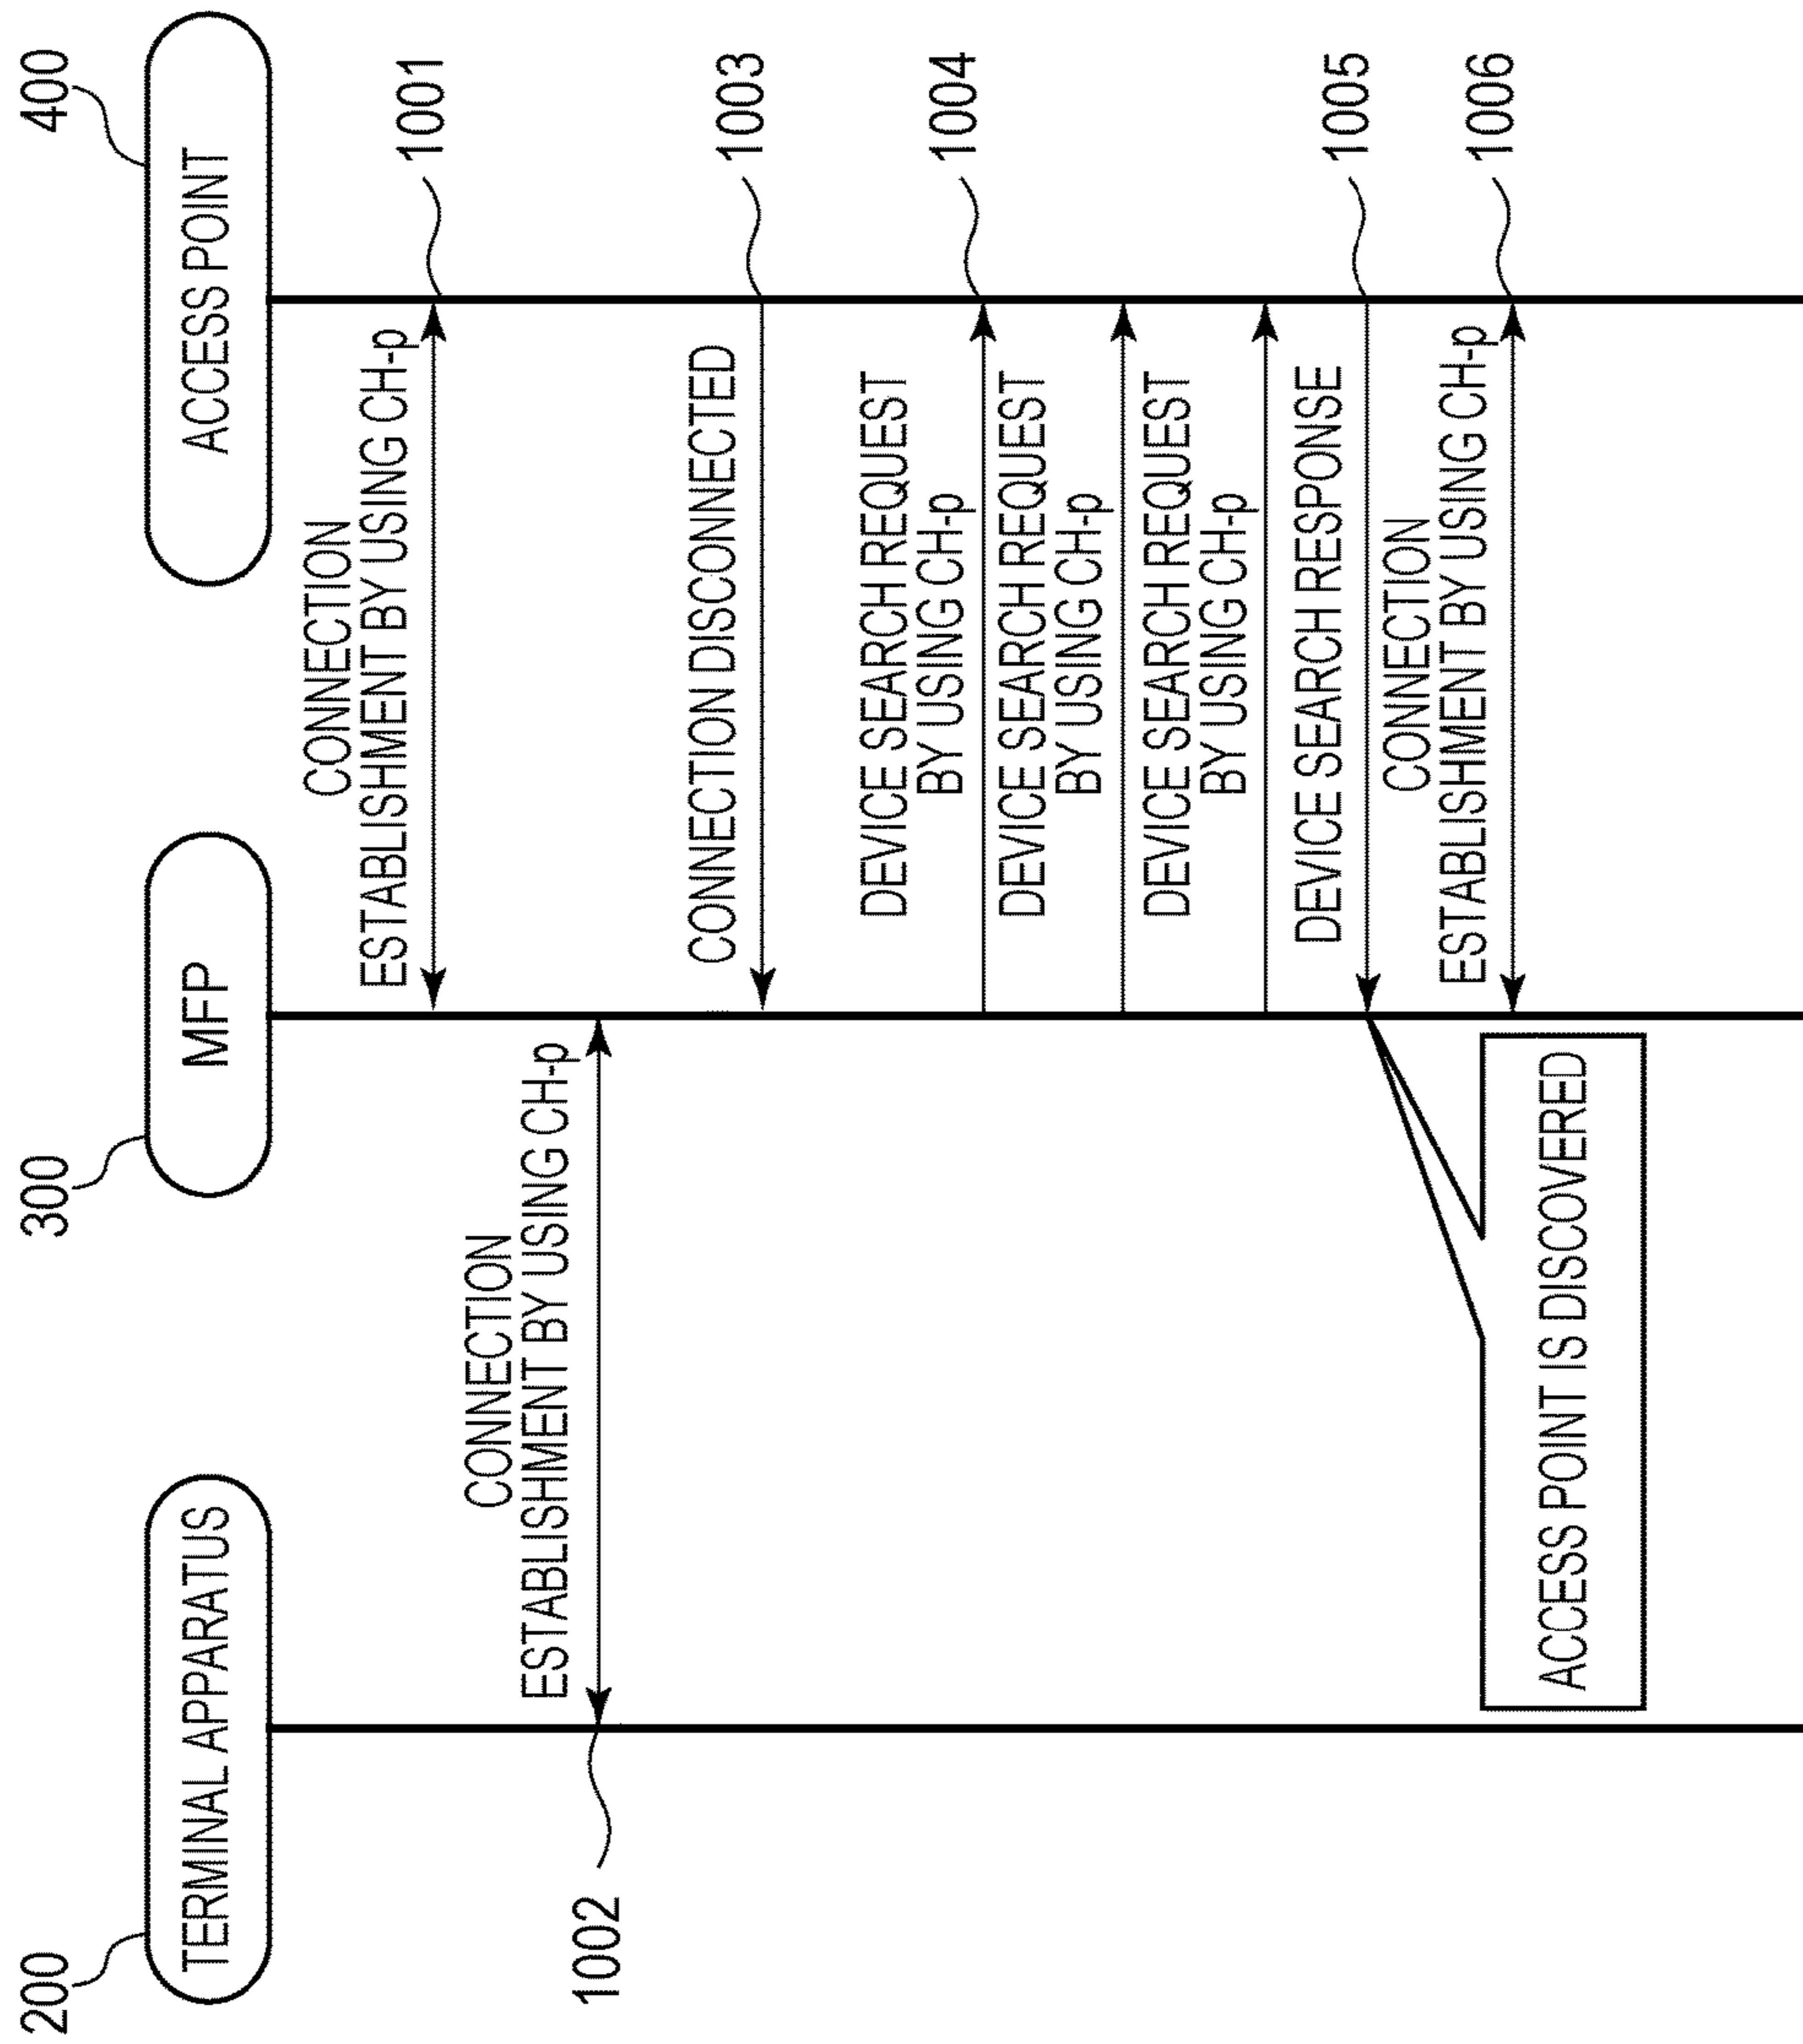 200
TERMINAL APPARATUS
300
MFP
400
ACCESS POINT
CONNECTION
ESTABLISHMENT BY USING CH-p
1001
CONNECTION
ESTABLISHMENT BY USING CH-p
1002
CONNECTION DISCONNECTED
1003
DEVICE SEARCH REQUEST
BY USING CH-p
1004
DEVICE SEARCH REQUEST
BY USING CH-p
DEVICE SEARCH REQUEST
BY USING CH-p
DEVICE SEARCH RESPONSE
1005
CONNECTION
ESTABLISHMENT BY USING CH-p
1006
ACCESS POINT IS DISCOVERED